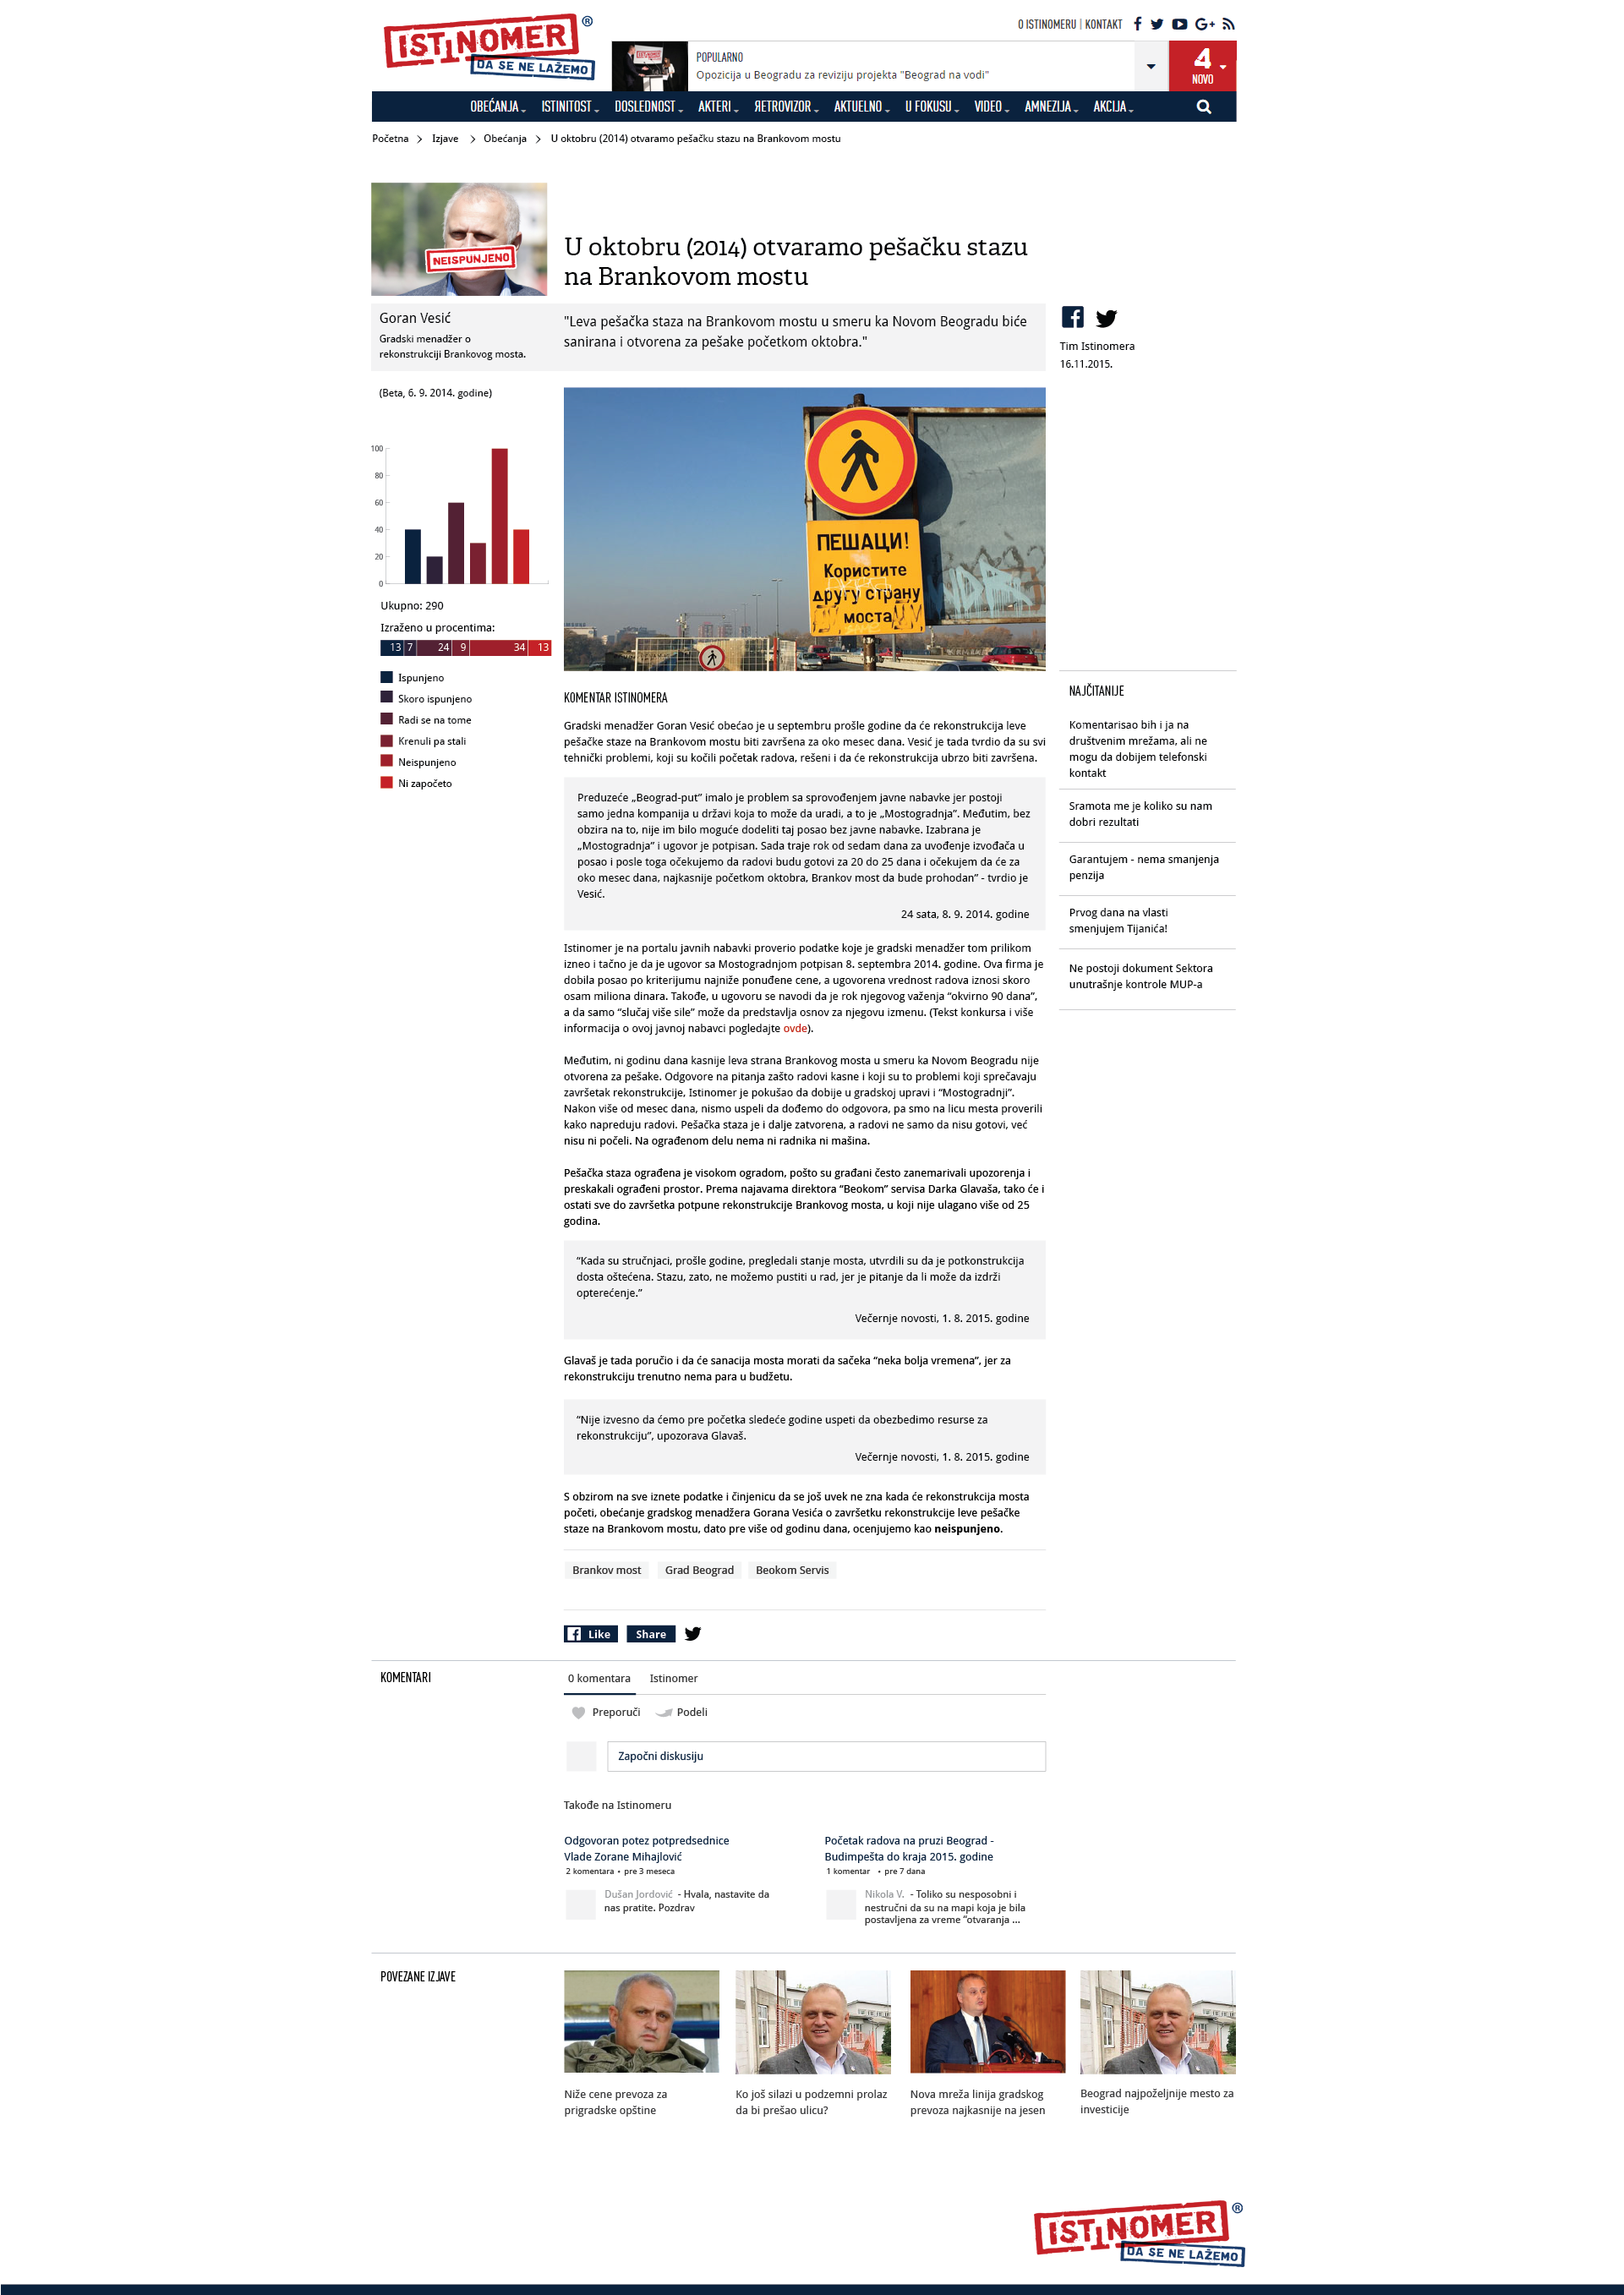 ISTINOMER ®
DA SE NE LAŽEMO
O ISTINOMERU | KONTAKT
POPULARNO
Opozicija u Beogradu za reviziju projekta "Beograd na vodi"
4
NOVO
OBEĆANJA ISTINITOST DOSLEDNOST AKTERI ЯETROVIZOR AKTUELNO U FOKUSU VIDEO AMNEZIJA AKCIJA
Početna > Izjave > Obećanja > U oktobru (2014) otvaramo pešačku stazu na Brankovom mostu
NEISPUNJENO
U oktobru (2014) otvaramo pešačku stazu
na Brankovom mostu
Goran Vesić
Gradski menadžer o
rekonstrukciji Brankovog mosta.
"Leva pešačka staza na Brankovom mostu u smeru ka Novom Beogradu biće
sanirana i otvorena za pešake početkom oktobra."
Tim Istinomera
16.11.2015.
(Beta, 6. 9. 2014. godine)
100
80
60
40
20
0
Ukupno: 290
Izraženo u procentima:
13 7 24 9 34 13
Ispunjeno
Skoro ispunjeno
Radi se na tome
Krenuli pa stali
Neispunjeno
Ni započeto
ПЕШАЦИ!
Користите
другу страну
моста
KOMENTAR ISTINOMERA
Gradski menadžer Goran Vesić obećao je u septembru prošle godine da će rekonstrukcija leve
pešačke staze na Brankovom mostu biti završena za oko mesec dana. Vesić je tada tvrdio da su svi
tehnički problemi, koji su kočili početak radova, rešeni i da će rekonstrukcija ubrzo biti završena.
Preduzeće „Beograd-put” imalo je problem sa sprovođenjem javne nabavke jer postoji
samo jedna kompanija u državi koja to može da uradi, a to je „Mostogradnja”. Međutim, bez
obzira na to, nije im bilo moguće dodeliti taj posao bez javne nabavke. Izabrana je
„Mostogradnja” i ugovor je potpisan. Sada traje rok od sedam dana za uvođenje izvođača u
posao i posle toga očekujemo da radovi budu gotovi za 20 do 25 dana i očekujem da će za
oko mesec dana, najkasnije početkom oktobra, Brankov most da bude prohodan” - tvrdio je
Vesić.
24 sata, 8. 9. 2014. godine
Istinomer je na portalu javnih nabavki proverio podatke koje je gradski menadžer tom prilikom
izneo i tačno je da je ugovor sa Mostogradnjom potpisan 8. septembra 2014. godine. Ova firma je
dobila posao po kriterijumu najniže ponuđene cene, a ugovorena vrednost radova iznosi skoro
osam miliona dinara. Takođe, u ugovoru se navodi da je rok njegovog važenja “okvirno 90 dana”,
a da samo “slučaj više sile” može da predstavlja osnov za njegovu izmenu. (Tekst konkursa i više
informacija o ovoj javnoj nabavci pogledajte ovde).
Međutim, ni godinu dana kasnije leva strana Brankovog mosta u smeru ka Novom Beogradu nije
otvorena za pešake. Odgovore na pitanja zašto radovi kasne i koji su to problemi koji sprečavaju
završetak rekonstrukcije, Istinomer je pokušao da dobije u gradskoj upravi i “Mostogradnji”.
Nakon više od mesec dana, nismo uspeli da dođemo do odgovora, pa smo na licu mesta proverili
kako napreduju radovi. Pešačka staza je i dalje zatvorena, a radovi ne samo da nisu gotovi, već
nisu ni počeli. Na ograđenom delu nema ni radnika ni mašina.
Pešačka staza ograđena je visokom ogradom, pošto su građani često zanemarivali upozorenja i
preskakali ograđeni prostor. Prema najavama direktora “Beokom” servisa Darka Glavaša, tako će i
ostati sve do završetka potpune rekonstrukcije Brankovog mosta, u koji nije ulagano više od 25
godina.
“Kada su stručnjaci, prošle godine, pregledali stanje mosta, utvrdili su da je potkonstrukcija
dosta oštećena. Stazu, zato, ne možemo pustiti u rad, jer je pitanje da li može da izdrži
opterećenje.”
Večernje novosti, 1. 8. 2015. godine
Glavaš je tada poručio i da će sanacija mosta morati da sačeka “neka bolja vremena”, jer za
rekonstrukciju trenutno nema para u budžetu.
“Nije izvesno da ćemo pre početka sledeće godine uspeti da obezbedimo resurse za
rekonstrukciju”, upozorava Glavaš.
Večernje novosti, 1. 8. 2015. godine
S obzirom na sve iznete podatke i činjenicu da se još uvek ne zna kada će rekonstrukcija mosta
početi, obećanje gradskog menadžera Gorana Vesića o završetku rekonstrukcije leve pešačke
staze na Brankovom mostu, dato pre više od godinu dana, ocenjujemo kao neispunjeno.
Brankov most Grad Beograd Beokom Servis
Like Share
NAJČITANIJE
Komentarisao bih i ja na
društvenim mrežama, ali ne
mogu da dobijem telefonski
kontakt
Sramota me je koliko su nam
dobri rezultati
Garantujem - nema smanjenja
penzija
Prvog dana na vlasti
smenjujem Tijanića!
Ne postoji dokument Sektora
unutrašnje kontrole MUP-a
KOMENTARI
0 komentara Istinomer
Preporuči Podeli
Započni diskusiju
Takođe na Istinomeru
Odgovoran potez potpredsednice
Vlade Zorane Mihajlović
2 komentara • pre 3 meseca
Dušan Jordović - Hvala, nastavite da
nas pratite. Pozdrav
Početak radova na pruzi Beograd -
Budimpešta do kraja 2015. godine
1 komentar • pre 7 dana
Nikola V. - Toliko su nesposobni i
nestručni da su na mapi koja je bila
postavljena za vreme “otvaranja ...
POVEZANE IZJAVE
Niže cene prevoza za
prigradske opštine
Ko još silazi u podzemni prolaz
da bi prešao ulicu?
Nova mreža linija gradskog
prevoza najkasnije na jesen
Beograd najpoželjnije mesto za
investicije
ISTINOMER ®
DA SE NE LAŽEMO